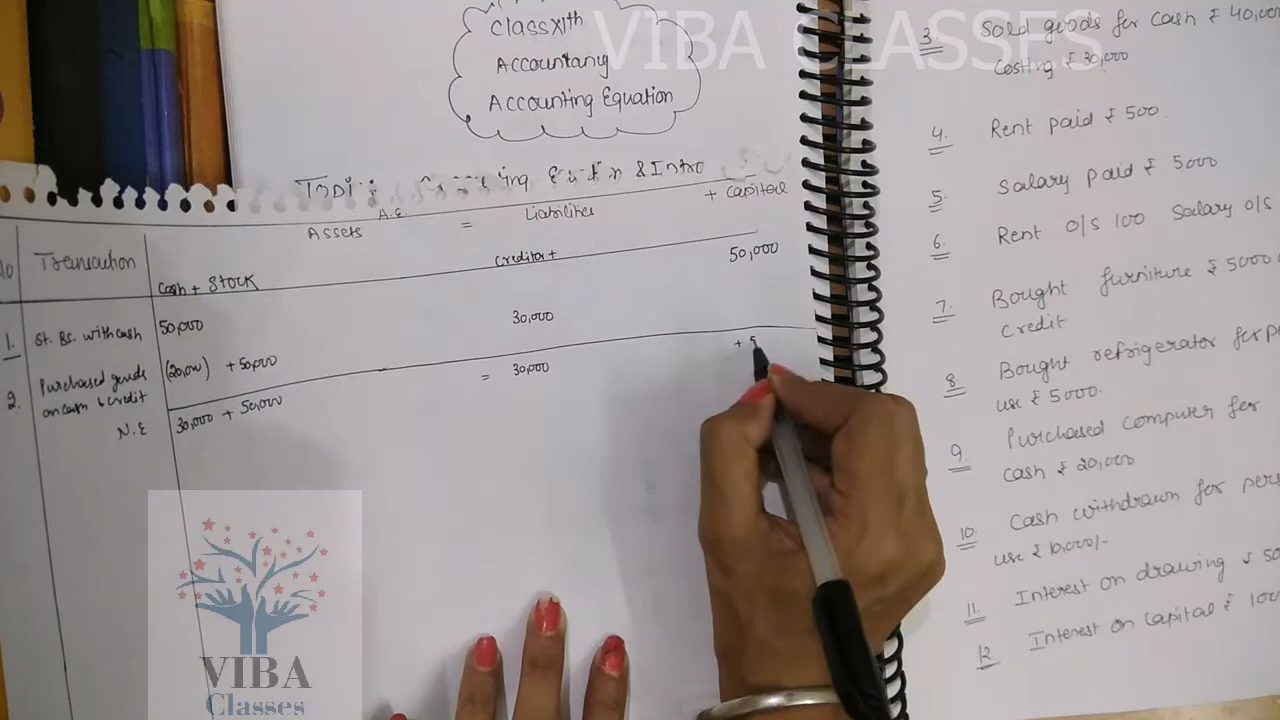 VIBA CLASSES
Class XIth
Accountany
Accounting Equation
& Intro
A.E.
Assets = Liabilities + Capital
No Transaction
Cash + Stock Creditor +
50,000
1. St. Bs. with cash 50,000
30,000
2. Purchased goods on cash & credit (20,000) + 50,000
N.E 30,000 + 50,000 = 30,000 + 5
3. Sold goods for cash ₹ 40,000
Costing ₹ 30,000
4. Rent paid ₹ 500
5. Salary paid ₹ 5000
6. Rent O/S 100 Salary O/S
7. Bought furniture ₹ 5000
credit
8. Bought refrigerator for
use ₹ 5000.
9. Purchased computer for
cash ₹ 20,000
10. Cash withdrawn for
use ₹ 10,000/-
11. Interest on drawing
12. Interest on capital ₹
VIBA
Classes